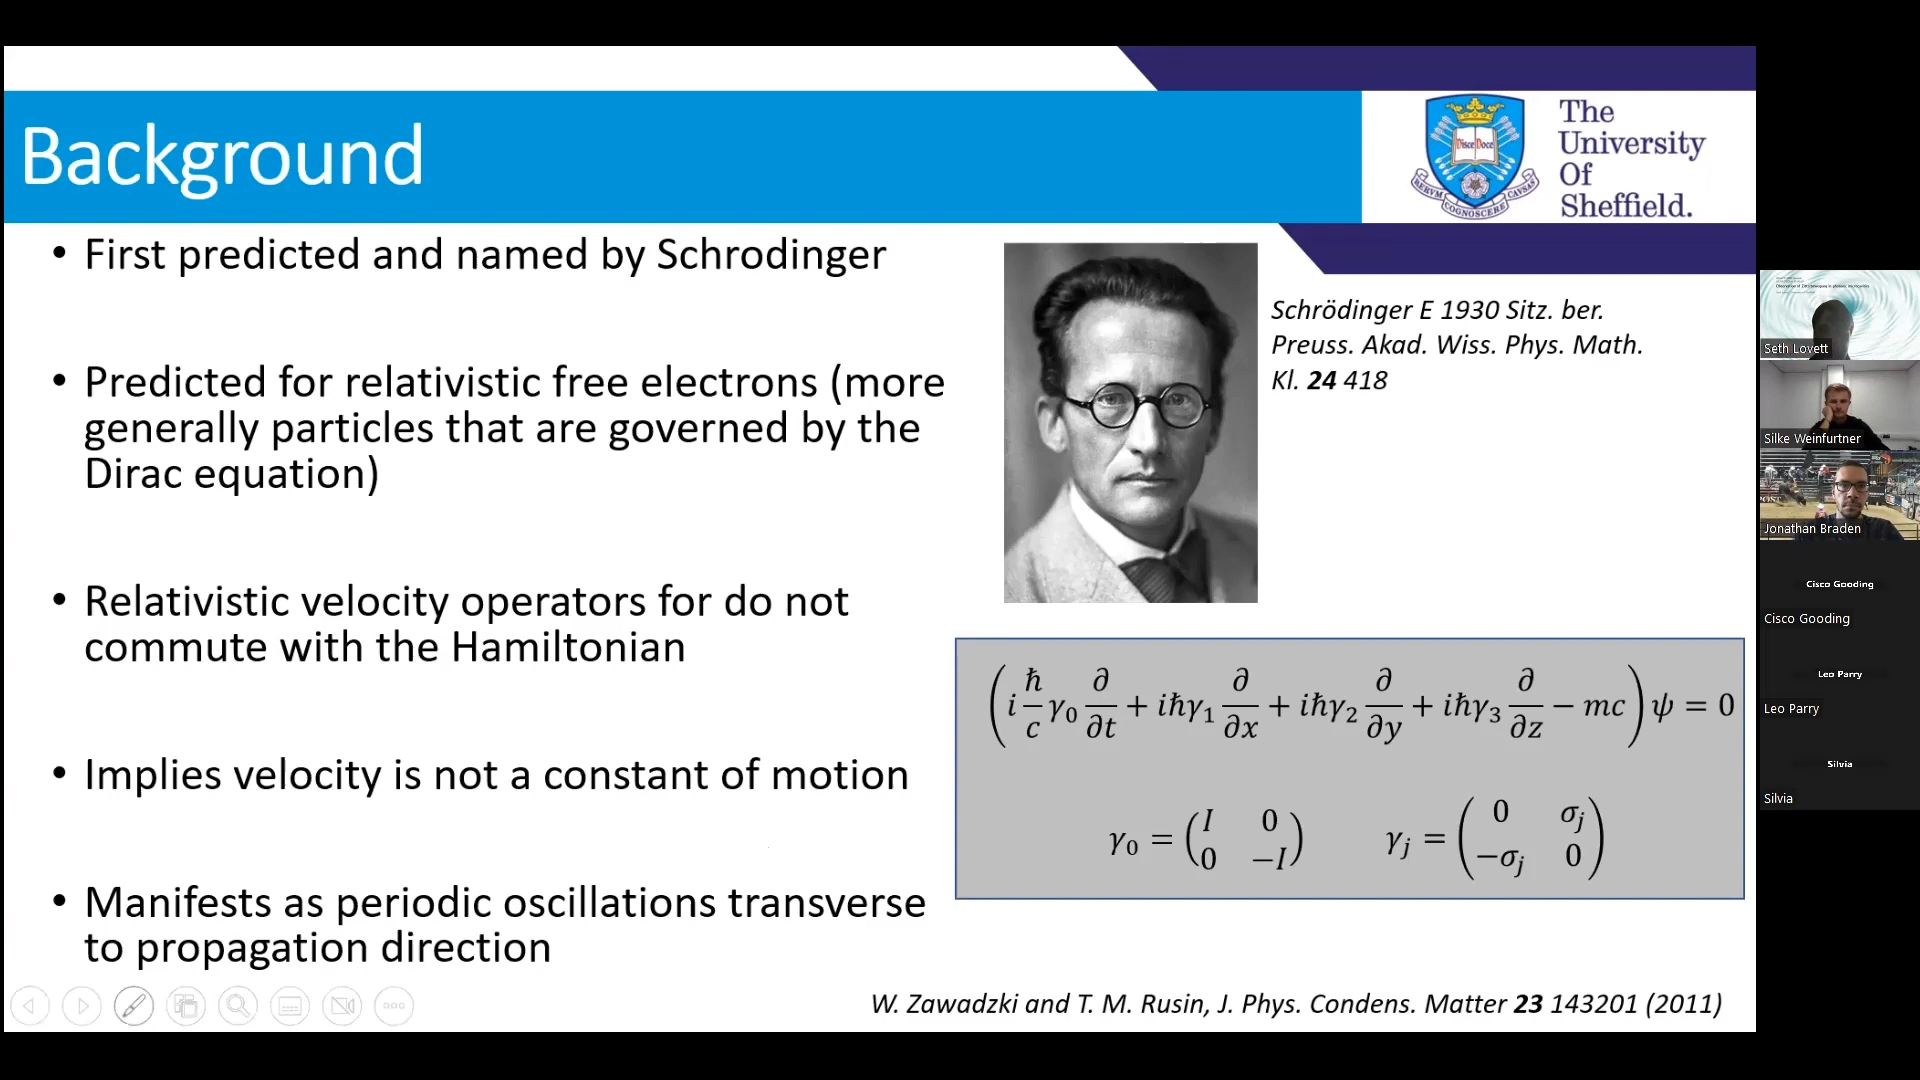 Background
The
University
Of
Sheffield.
Disce Doce
RERVM COGNOSCERE CAVSAS
• First predicted and named by Schrodinger
• Predicted for relativistic free electrons (more
generally particles that are governed by the
Dirac equation)
• Relativistic velocity operators for do not
commute with the Hamiltonian
• Implies velocity is not a constant of motion
• Manifests as periodic oscillations transverse
to propagation direction
Schrödinger E 1930 Sitz. ber.
Preuss. Akad. Wiss. Phys. Math.
Kl. 24 418
(i ħ/c γ₀ ∂/∂t + iħγ₁ ∂/∂x + iħγ₂ ∂/∂y + iħγ₃ ∂/∂z − mc) ψ = 0
γ₀ = (I 0 
0 −I) γⱼ = (0 σⱼ 
−σⱼ 0)
W. Zawadzki and T. M. Rusin, J. Phys. Condens. Matter 23 143201 (2011)
Seth Lovett
Silke Weinfurtner
Jonathan Braden
Cisco Gooding
Cisco Gooding
Leo Parry
Leo Parry
Silvia
Silvia